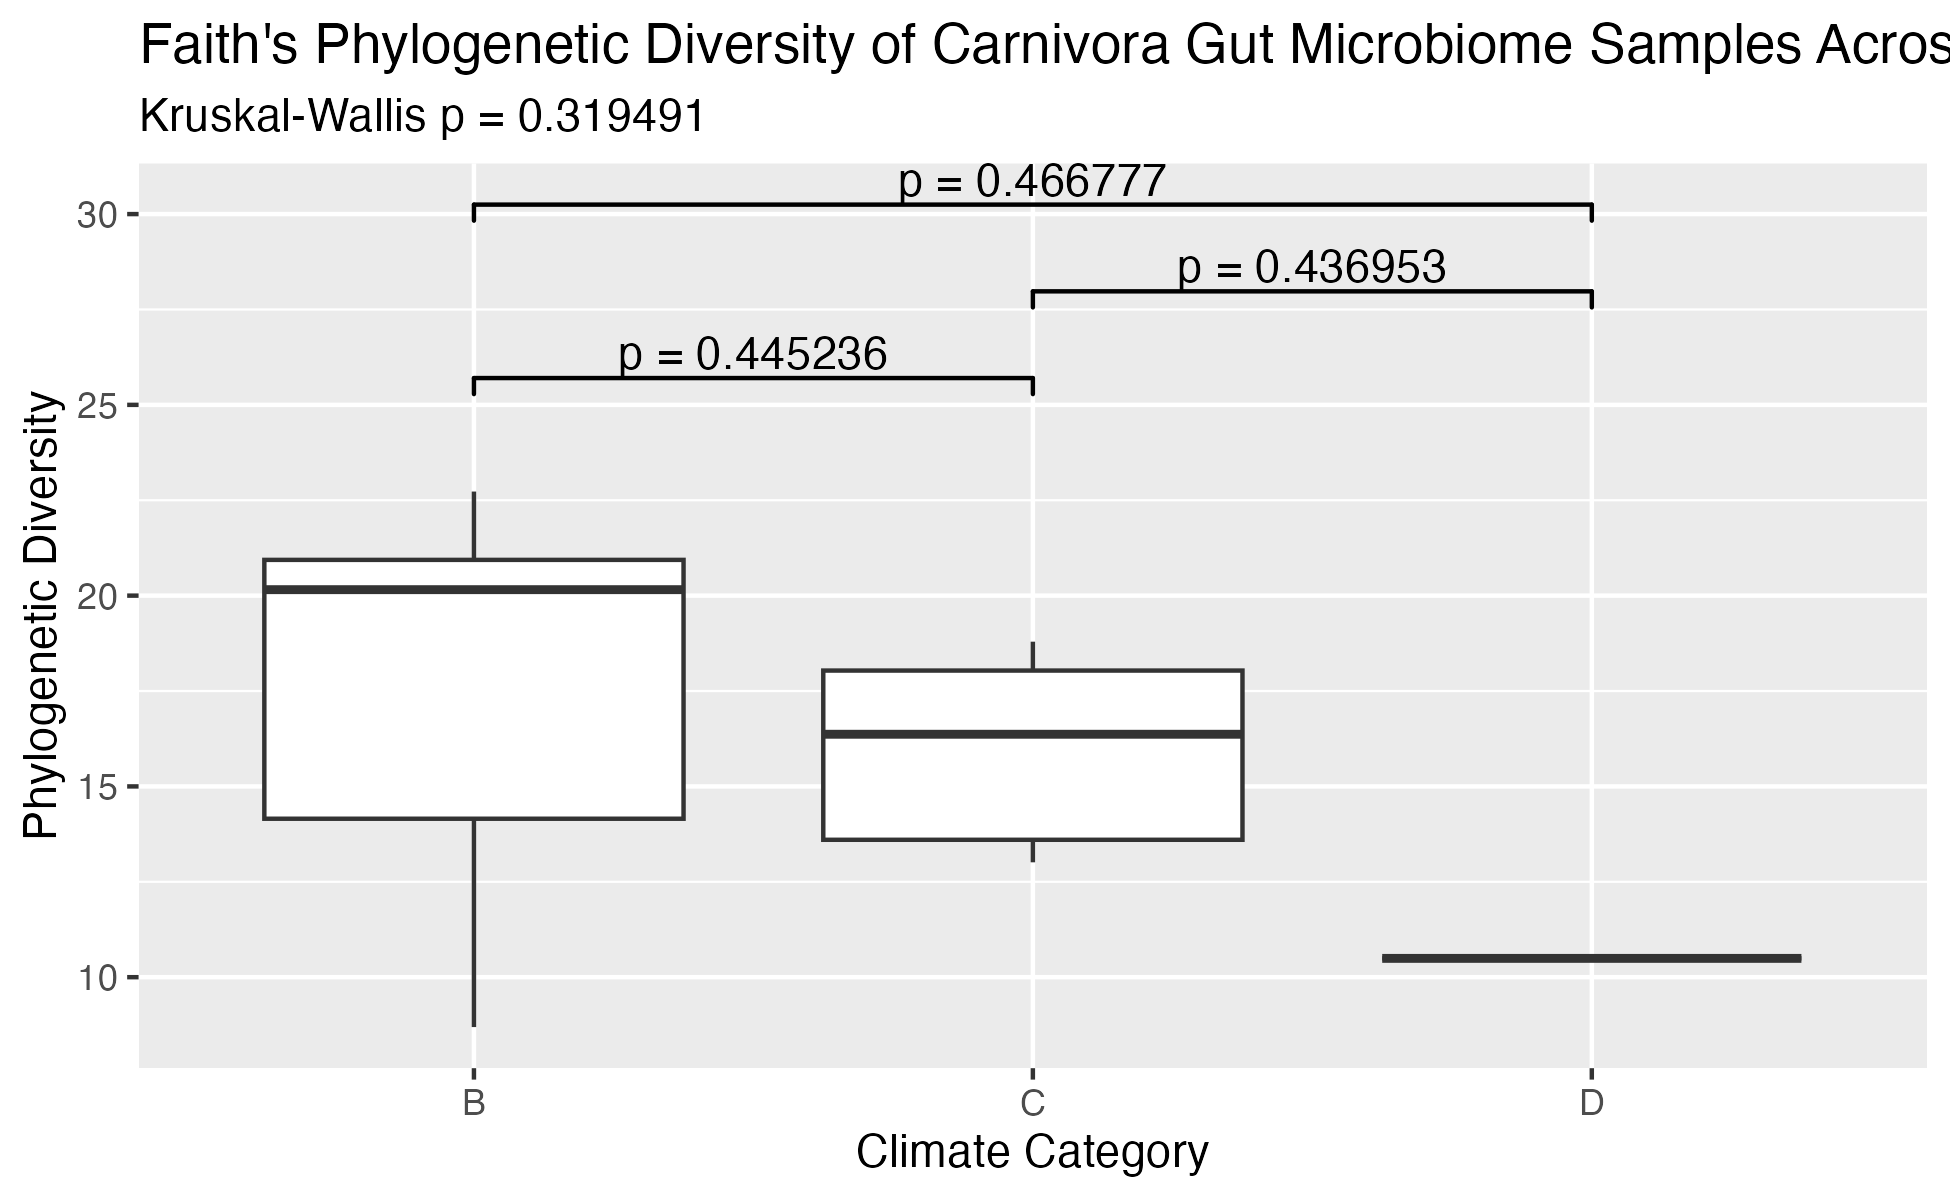 Faith's Phylogenetic Diversity of Carnivora Gut Microbiome Samples Acros
Kruskal-Wallis p = 0.319491
p = 0.466777
p = 0.436953
p = 0.445236
30
25
20
15
10
Phylogenetic Diversity
B C D
Climate Category